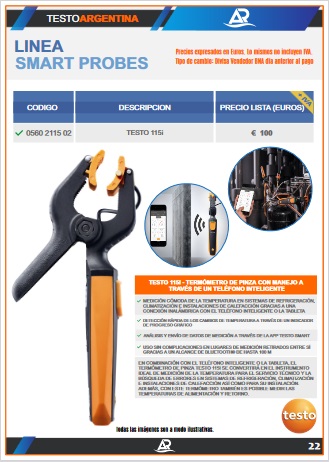 TESTOARGENTINA
AR
LINEA
SMART PROBES
Precios expresados en Euros. Lo mismos no incluyen IVA.
Tipo de cambio: Divisa Vendedor BNA día anterior al pago
CODIGO
DESCRIPCION
PRECIO LISTA (EUROS)
+ IVA
0560 2115 02
TESTO 115i
€ 100
TESTO 115I - TERMÓMETRO DE PINZA CON MANEJO A
TRAVÉS DE UN TELÉFONO INTELIGENTE
MEDICIÓN CÓMODA DE LA TEMPERATURA EN SISTEMAS DE REFRIGERACIÓN,
CLIMATIZACIÓN E INSTALACIONES DE CALEFACCIÓN GRACIAS A UNA
CONEXIÓN INALÁMBRICA CON EL TELÉFONO INTELIGENTE O LA TABLETA
DETECCIÓN RÁPIDA DE LOS CAMBIOS DE TEMPERATURA A TRAVÉS DE UN INDICADOR
DE PROGRESO GRÁFICO
ANÁLISIS Y ENVÍO DE DATOS DE MEDICIÓN A TRAVÉS DE LA APP TESTO SMART
USO SIN COMPLICACIONES EN LUGARES DE MEDICIÓN RETIRADOS ENTRE SÍ
GRACIAS A UN ALCANCE DE BLUETOOTH DE HASTA 100 M
EN COMBINACIÓN CON EL TELÉFONO INTELIGENTE O LA TABLETA, EL
TERMÓMETRO DE PINZA TESTO 115I SE CONVERTIRÁ EN EL INSTRUMENTO
IDEAL DE MEDICIÓN DE LA TEMPERATURA PARA EL SERVICIO TÉCNICO Y LA
BÚSQUEDA DE ERRORES EN SISTEMAS DE REFRIGERACIÓN, CLIMATIZACIÓN
E INSTALACIONES DE CALEFACCIÓN ASÍ COMO PARA SU INSTALACIÓN.
ADEMÁS, CON ESTE TERMÓMETRO TAMBIÉN ES POSIBLE MEDIR LAS
TEMPERATURAS DE ALIMENTACIÓN Y RETORNO.
testo
Todas las imágenes son a modo ilustrativas.
AR
22